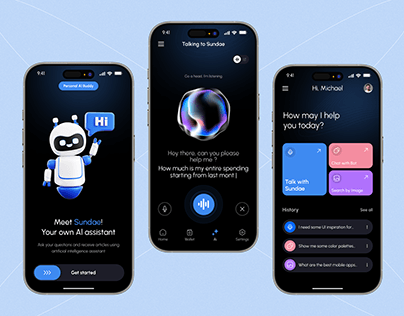 9:41
Personal AI Buddy
Hi
Meet Sundae!
Your own AI assistant
Ask your questions and receive articles using
artificial intelligence assistant
Get started
9:41
Talking to Sundae
Go a head, I'm listening
Hey there, can you please
help me ?
How much is my entire spending
starting from last mont |
Home
AI
Settings
9:41
Hi, Michael
How may I help
you today?
Talk with
Sundae
Chat with Bot
Search by Image
History
See all
I need some UI inspiration for...
Show me some color palettes...
What are the best mobile apps...